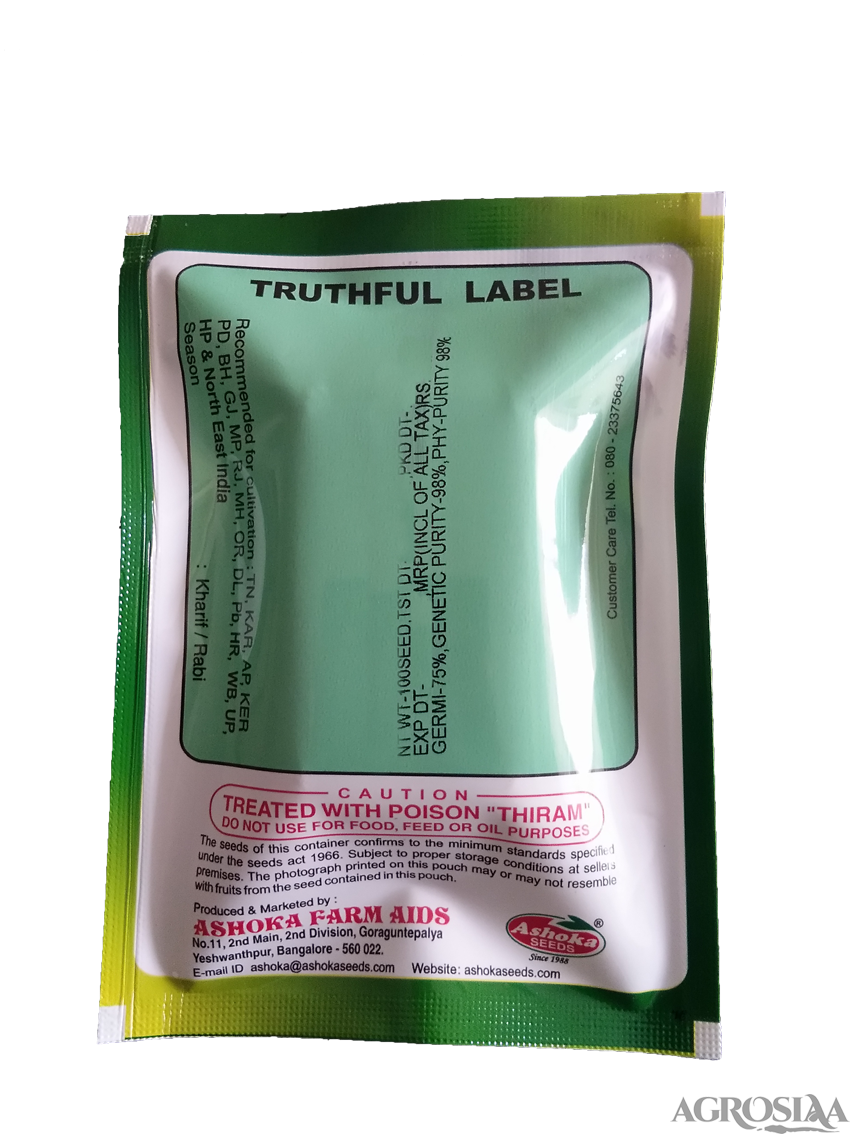 TRUTHFUL LABEL
Recommended for cultivation : TN, KAR, AP, KER
PD, BH, GJ, MP, RJ, MH, OR, DL, Pb, HR, WB, UP,
HP & North East India
Season : Kharif / Rabi
NT WT-100SEED,TST DT- ,PKD DT-,
EXP DT- ,MRP(INCL OF ALL TAX)RS.
GERMI-75%,GENETIC PURITY-98%,PHY-PURITY 98%
Customer Care Tel. No. : 080 - 23375643
CAUTION
TREATED WITH POISON "THIRAM"
DO NOT USE FOR FOOD, FEED OR OIL PURPOSES
The seeds of this container confirms to the minimum standards specified
under the seeds act 1966. Subject to proper storage conditions at sellers
premises. The photograph printed on this pouch may or may not resemble
with fruits from the seed contained in this pouch.
Produced & Marketed by :
ASHOKA FARM AIDS
No.11, 2nd Main, 2nd Division, Goraguntepalya
Yeshwanthpur, Bangalore - 560 022.
E-mail ID ashoka@ashokaseeds.com Website: ashokaseeds.com
Ashoka ®
SEEDS
Since 1988
AGROSIAA